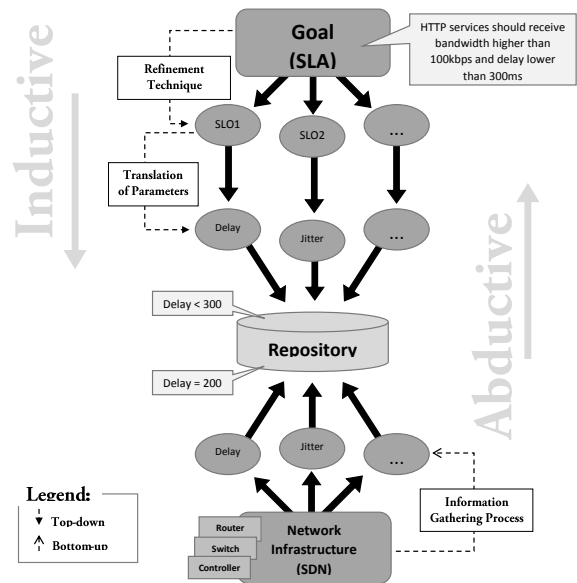 Goal
(SLA)
HTTP services should receive
bandwidth higher than
100kbps and delay lower
than 300ms
Refinement
Technique
Inductive
SLO1
SLO2
...
Translation
of Parameters
Delay
Jitter
...
Abductive
Delay < 300
Repository
Delay = 200
Delay
Jitter
...
Information
Gathering Process
Legend:
Top-down
Bottom-up
Router
Switch
Controller
Network
Infrastructure
(SDN)